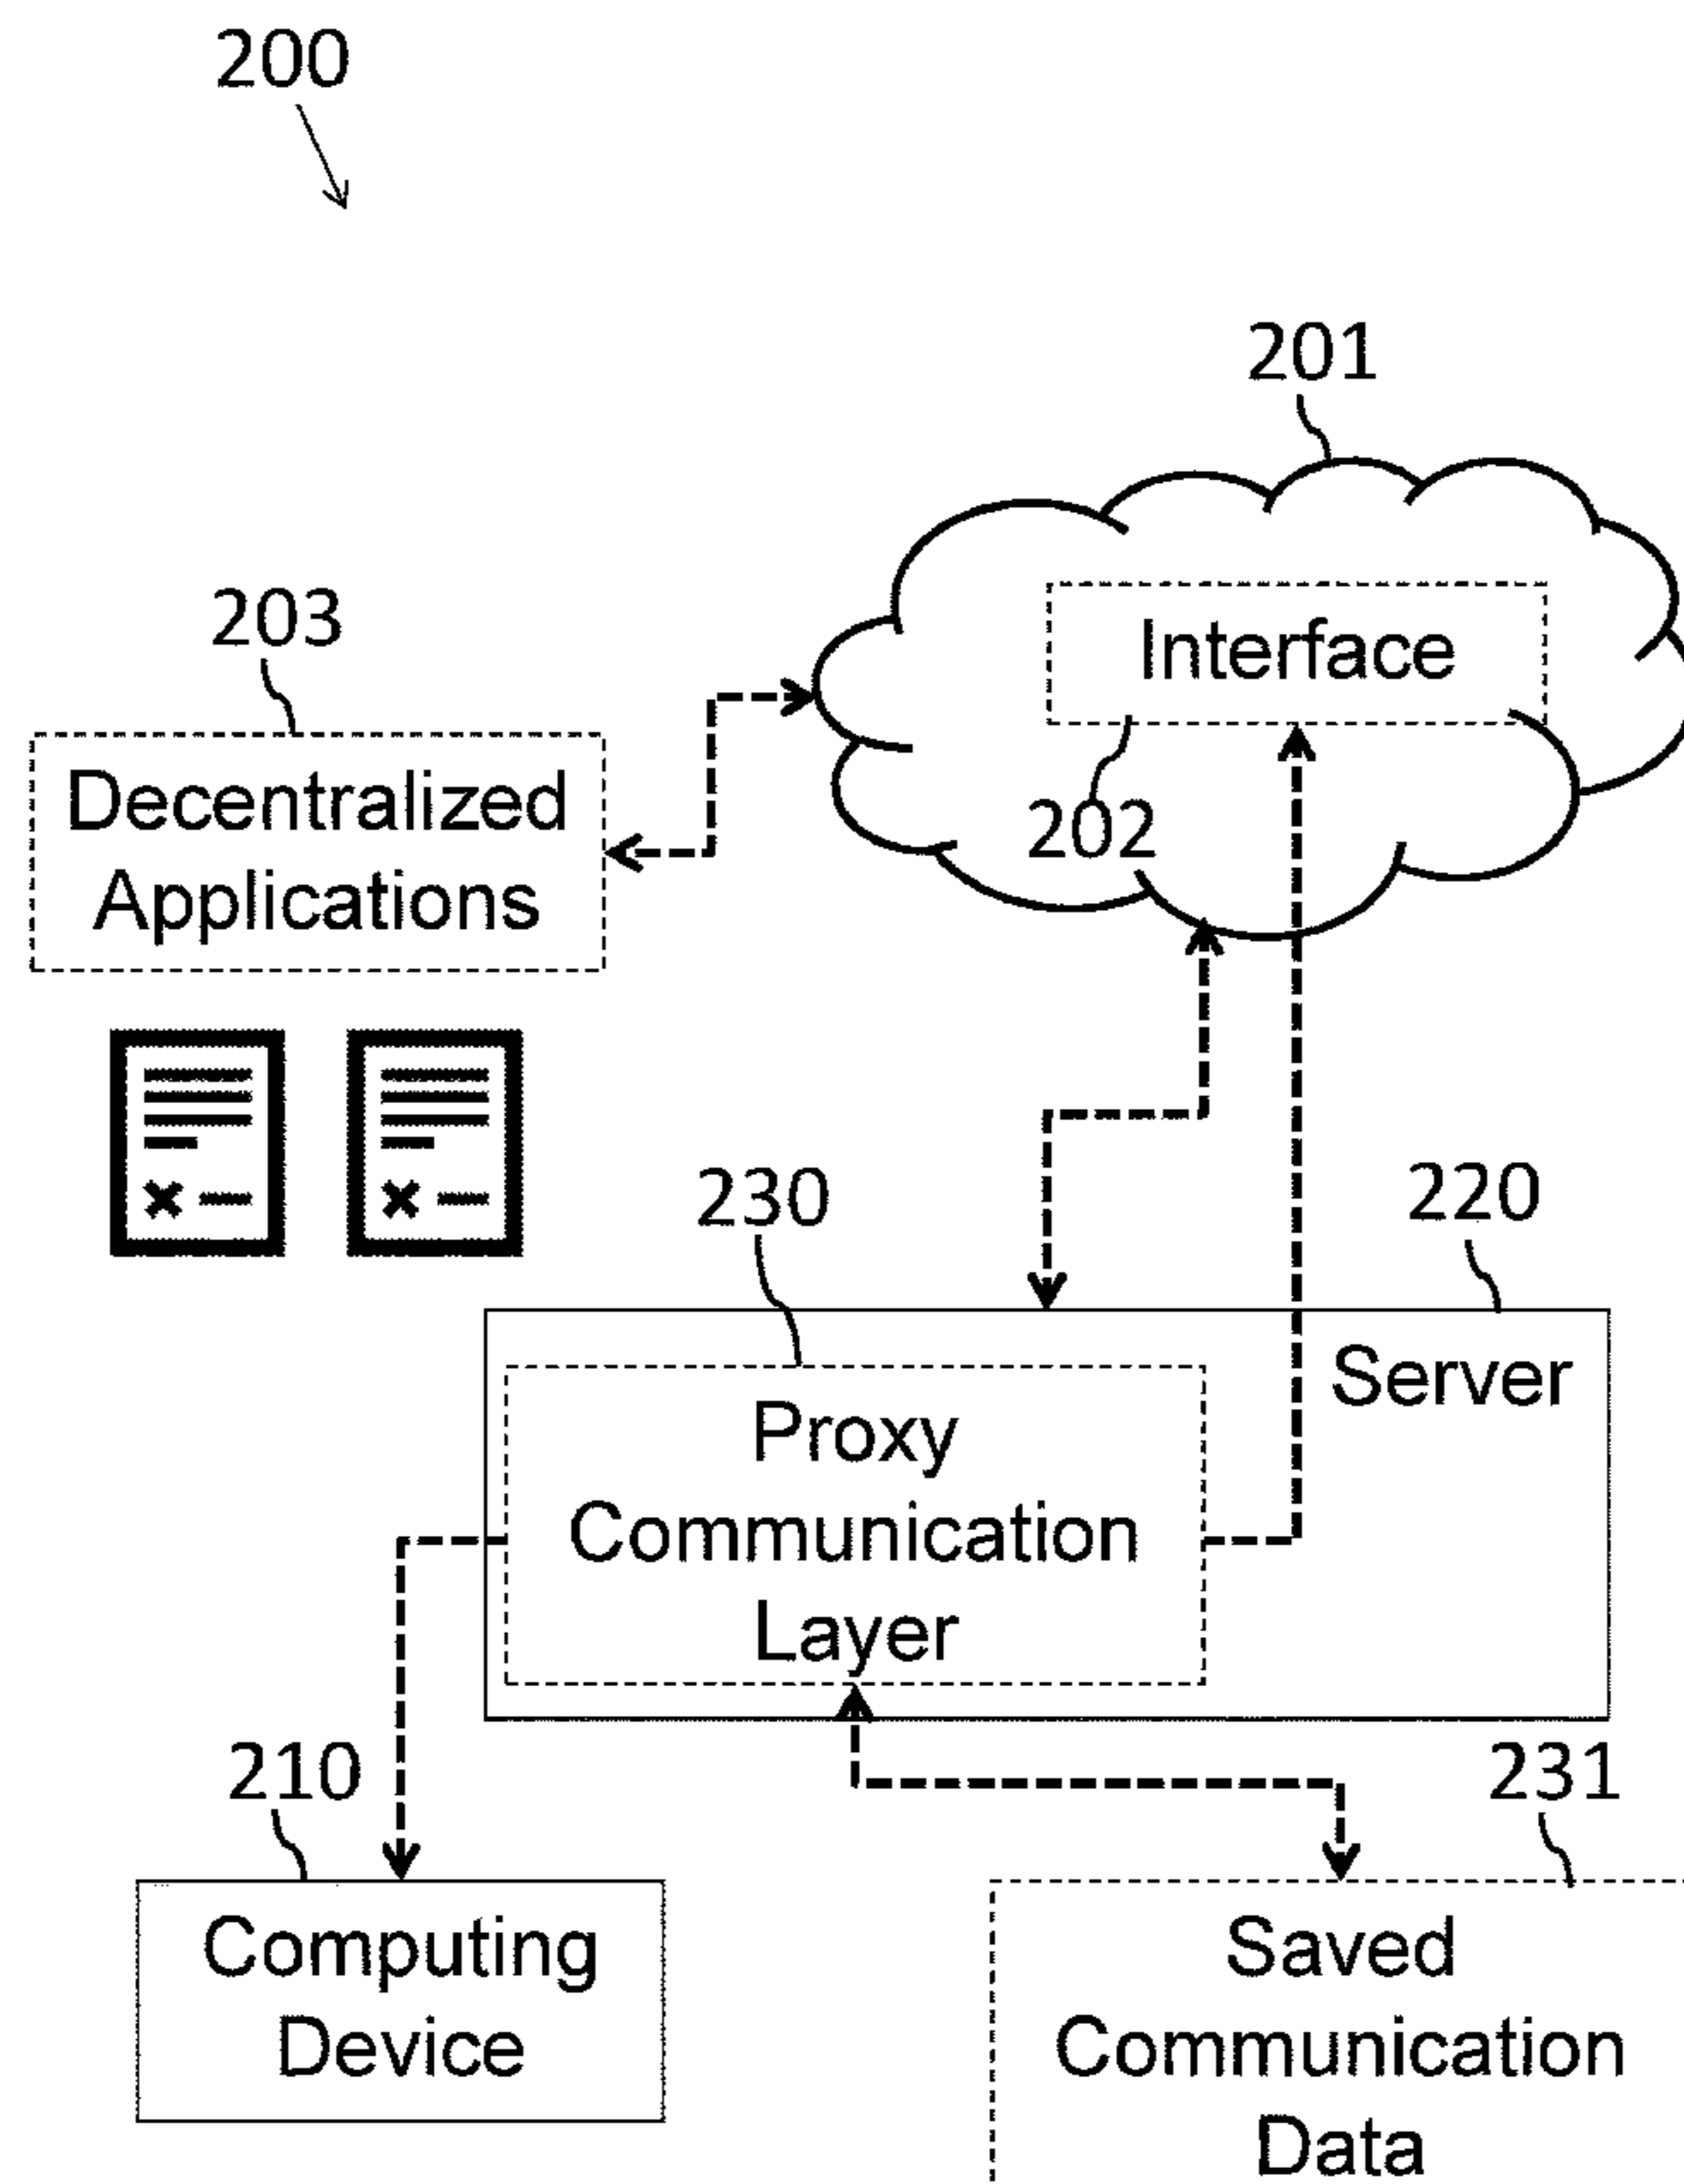 200
201
203
Interface
Decentralized
Applications
202
230
220
Server
Proxy
Communication
Layer
210
231
Computing
Device
Saved
Communication
Data